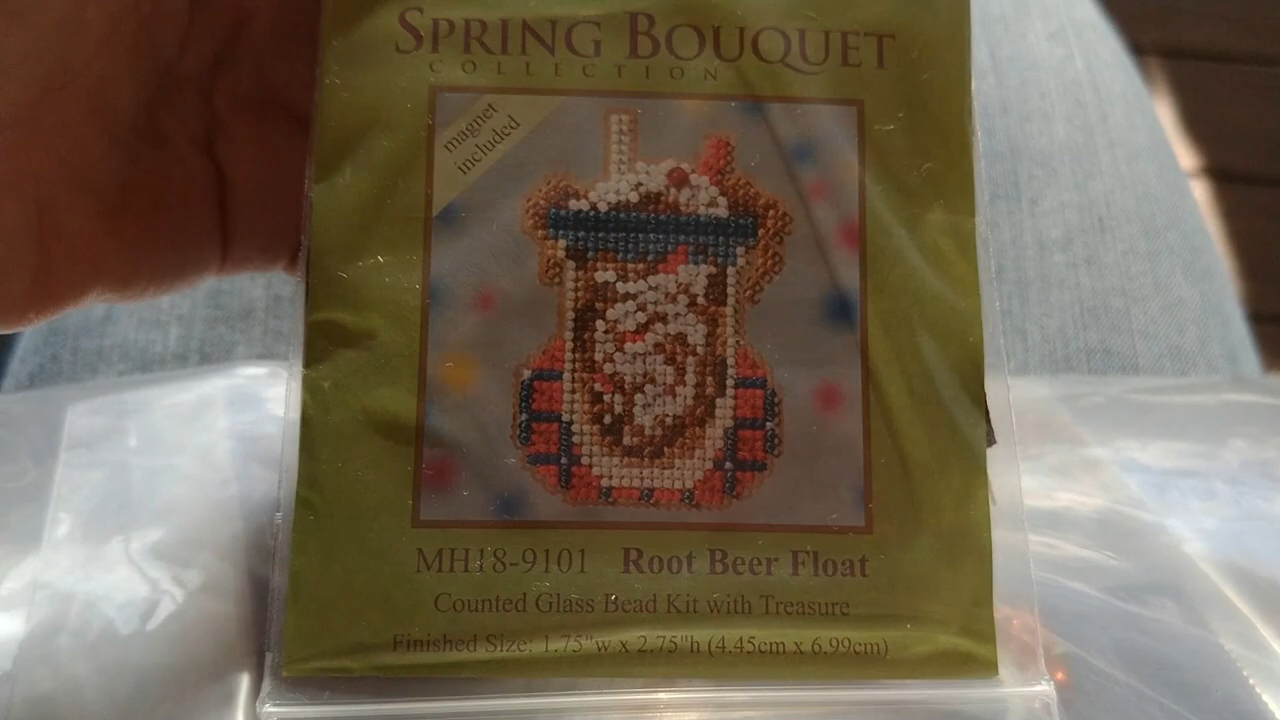 SPRING BOUQUET
COLLECTION
magnet
included
MH18-9101 Root Beer Float
Counted Glass Bead Kit with Treasure
Finished Size: 1.75"w x 2.75"h (4.45cm x 6.99cm)